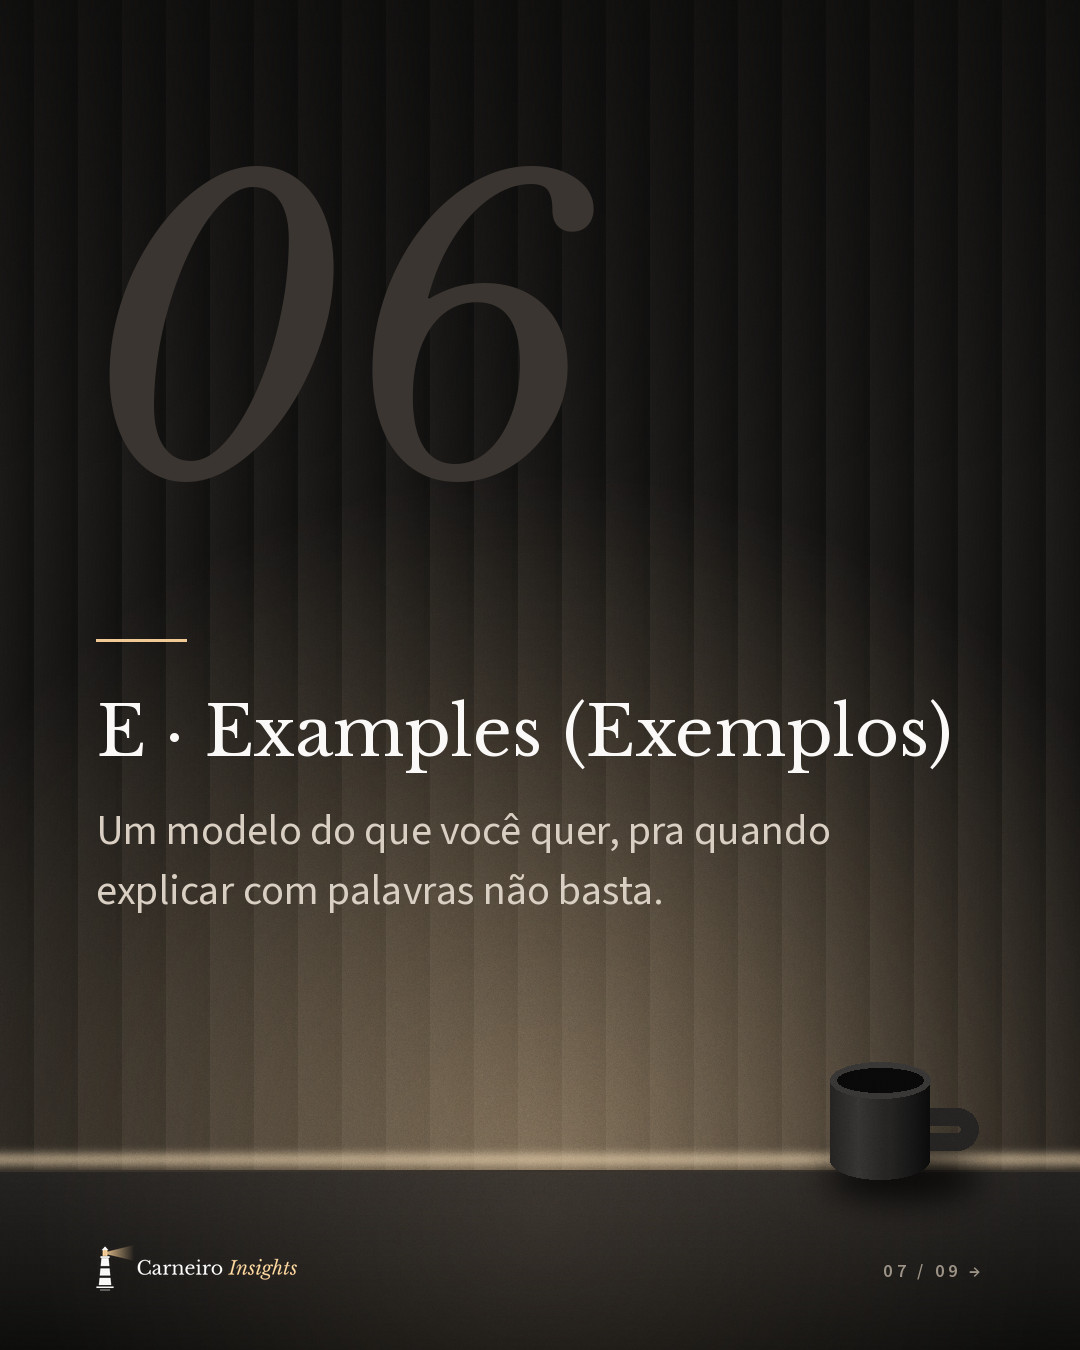 06
E · Examples (Exemplos)
Um modelo do que você quer, pra quando
explicar com palavras não basta.
Carneiro Insights
07 / 09 →